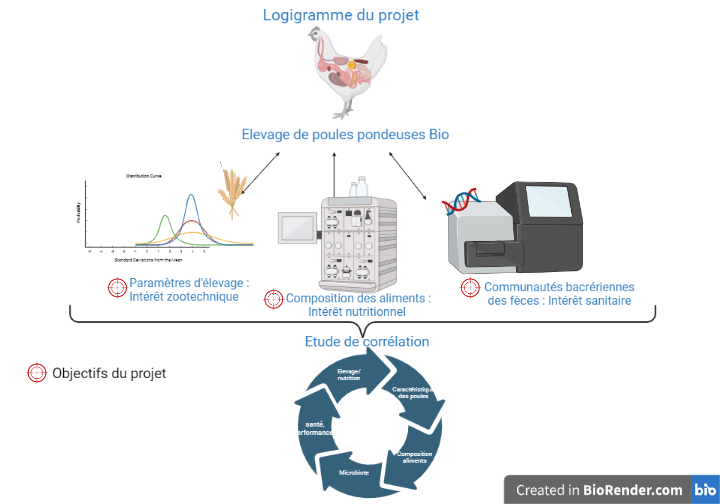 Logigramme du projet
Elevage de poules pondeuses Bio
Distribution Curve
Probability
Standard Deviations from the Mean
Paramètres d'élevage :
Intérêt zootechnique
Composition des aliments :
Intérêt nutritionnel
Communautés bacrériennes
des fèces : Intérêt sanitaire
Etude de corrélation
Objectifs du projet
Elevage/
nutrition
Caractéristique
des poules
Composition
aliments
Microbiote
santé,
erformance
Created in BioRender.com bio